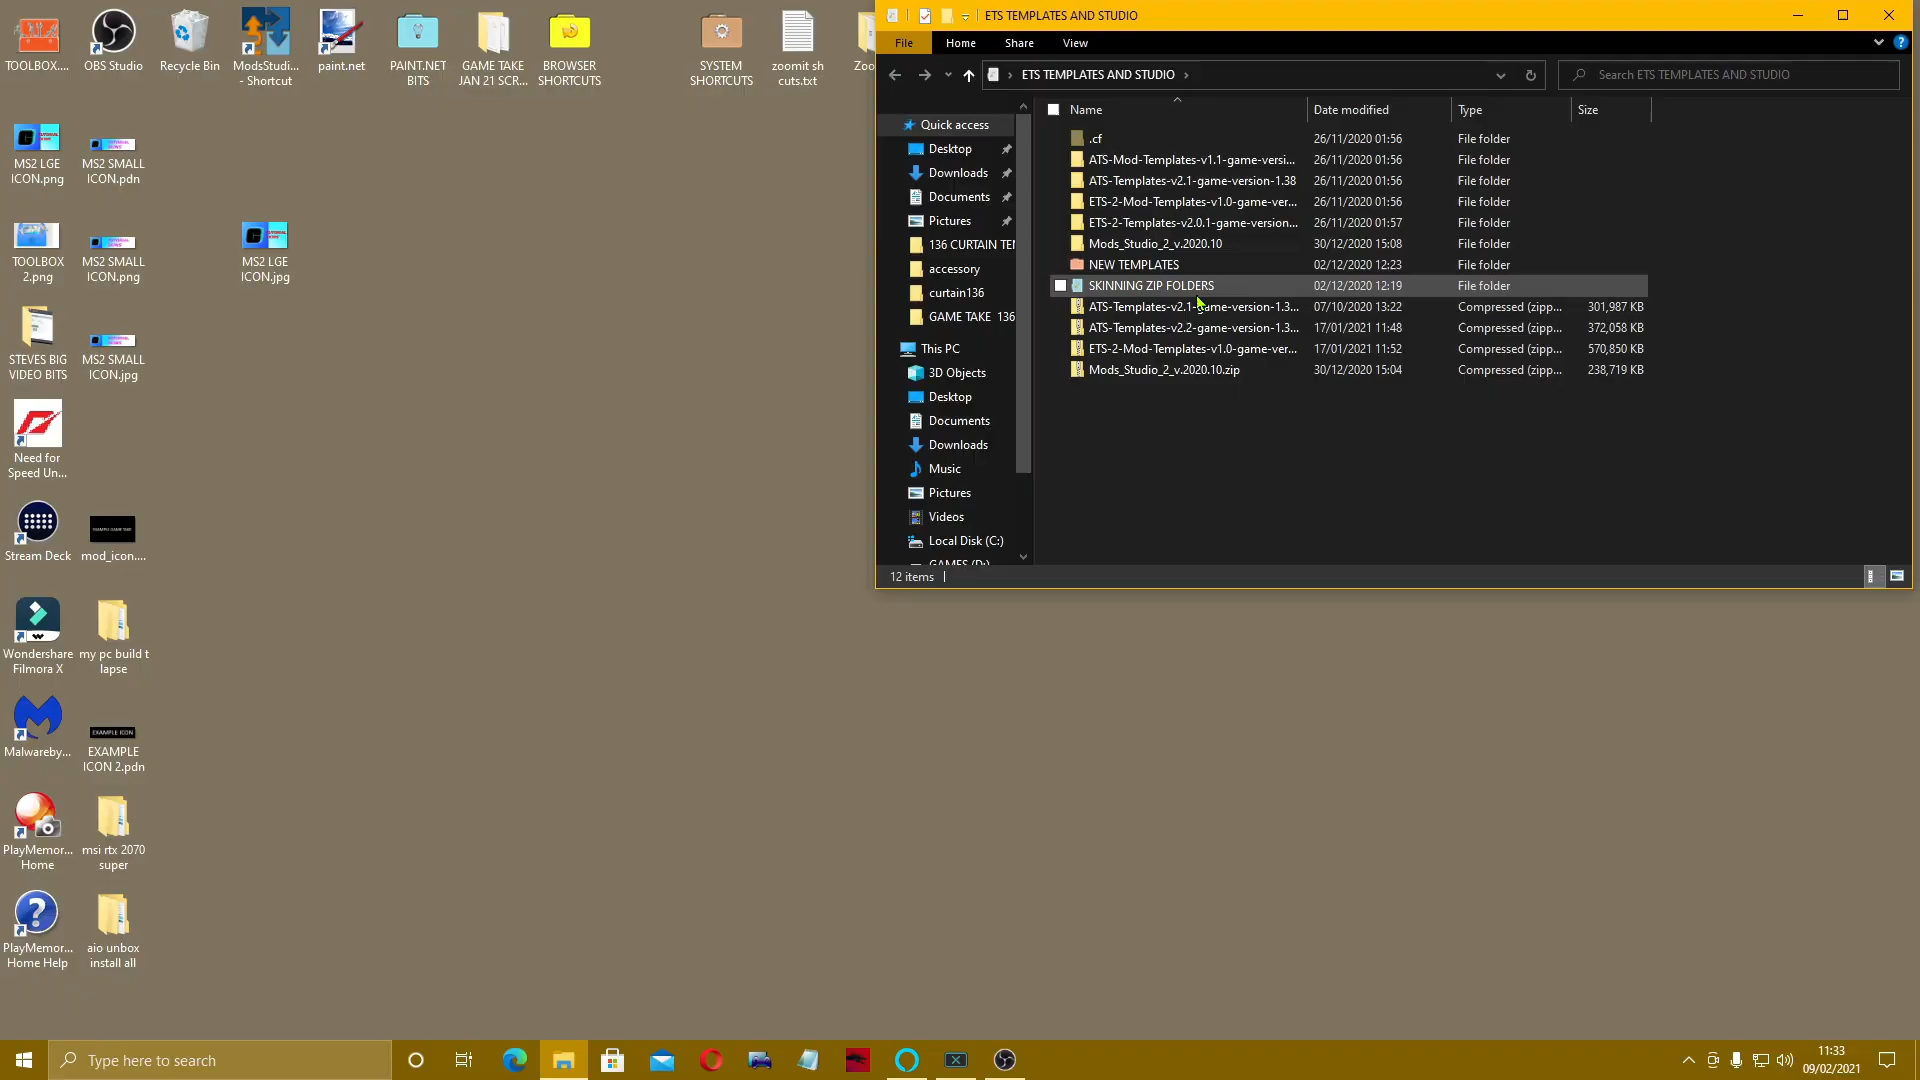 ETS TEMPLATES AND STUDIO
File
Home
Share
View
ETS TEMPLATES AND STUDIO
Search ETS TEMPLATES AND STUDIO
Name
Date modified
Type
Size
Quick access
Desktop
Downloads
Documents
Pictures
136 CURTAIN TE
accessory
curtain136
GAME TAKE 136
This PC
3D Objects
Desktop
Documents
Downloads
Music
Pictures
Videos
Local Disk (C:)
GAMES (D:)
.cf 26/11/2020 01:56 File folder
ATS-Mod-Templates-v1.1-game-versi... 26/11/2020 01:56 File folder
ATS-Templates-v2.1-game-version-1.38 26/11/2020 01:56 File folder
ETS-2-Mod-Templates-v1.0-game-ver... 26/11/2020 01:56 File folder
ETS-2-Templates-v2.0.1-game-version... 26/11/2020 01:57 File folder
Mods_Studio_2_v.2020.10 30/12/2020 15:08 File folder
NEW TEMPLATES 02/12/2020 12:23 File folder
SKINNING ZIP FOLDERS 02/12/2020 12:19 File folder
ATS-Templates-v2.1-game-version-1.3... 07/10/2020 13:22 Compressed (zipp... 301,987 KB
ATS-Templates-v2.2-game-version-1.3... 17/01/2021 11:48 Compressed (zipp... 372,058 KB
ETS-2-Mod-Templates-v1.0-game-ver... 17/01/2021 11:52 Compressed (zipp... 570,850 KB
Mods_Studio_2_v.2020.10.zip 30/12/2020 15:04 Compressed (zipp... 238,719 KB
12 items
TOOLBOX....
OBS Studio
Recycle Bin
ModsStudi...
- Shortcut
paint.net
PAINT.NET
BITS
GAME TAKE
JAN 21 SCR...
BROWSER
SHORTCUTS
SYSTEM
SHORTCUTS
zoomit sh
cuts.txt
Zoo
MS2 LGE
ICON.png
MS2 SMALL
ICON.pdn
TOOLBOX
2.png
MS2 SMALL
ICON.png
MS2 LGE
ICON.jpg
STEVES BIG
VIDEO BITS
MS2 SMALL
ICON.jpg
Need for
Speed Un...
Stream Deck
mod_icon....
Wondershare
Filmora X
my pc build t
lapse
Malwareby...
EXAMPLE ICON
EXAMPLE
ICON 2.pdn
PlayMemor...
Home
msi rtx 2070
super
PlayMemor...
Home Help
aio unbox
install all
Type here to search
11:33
09/02/2021